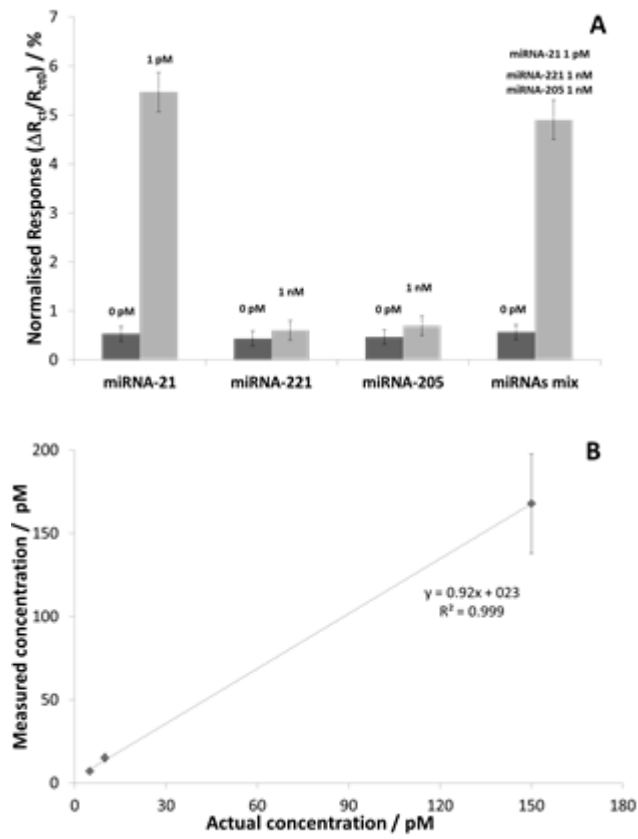 A
Normalised Response (ΔRct/Rct0) / %
7
6
5
4
3
2
1
0
1 pM
0 pM
0 pM
1 nM
0 pM
1 nM
miRNA-21 1 pM
miRNA-221 1 nM
miRNA-205 1 nM
0 pM
miRNA-21 miRNA-221 miRNA-205 miRNAs mix
B
Measured concentration / pM
200
150
100
50
0
y = 0.92x + 023
R² = 0.999
0 30 60 90 120 150 180
Actual concentration / pM